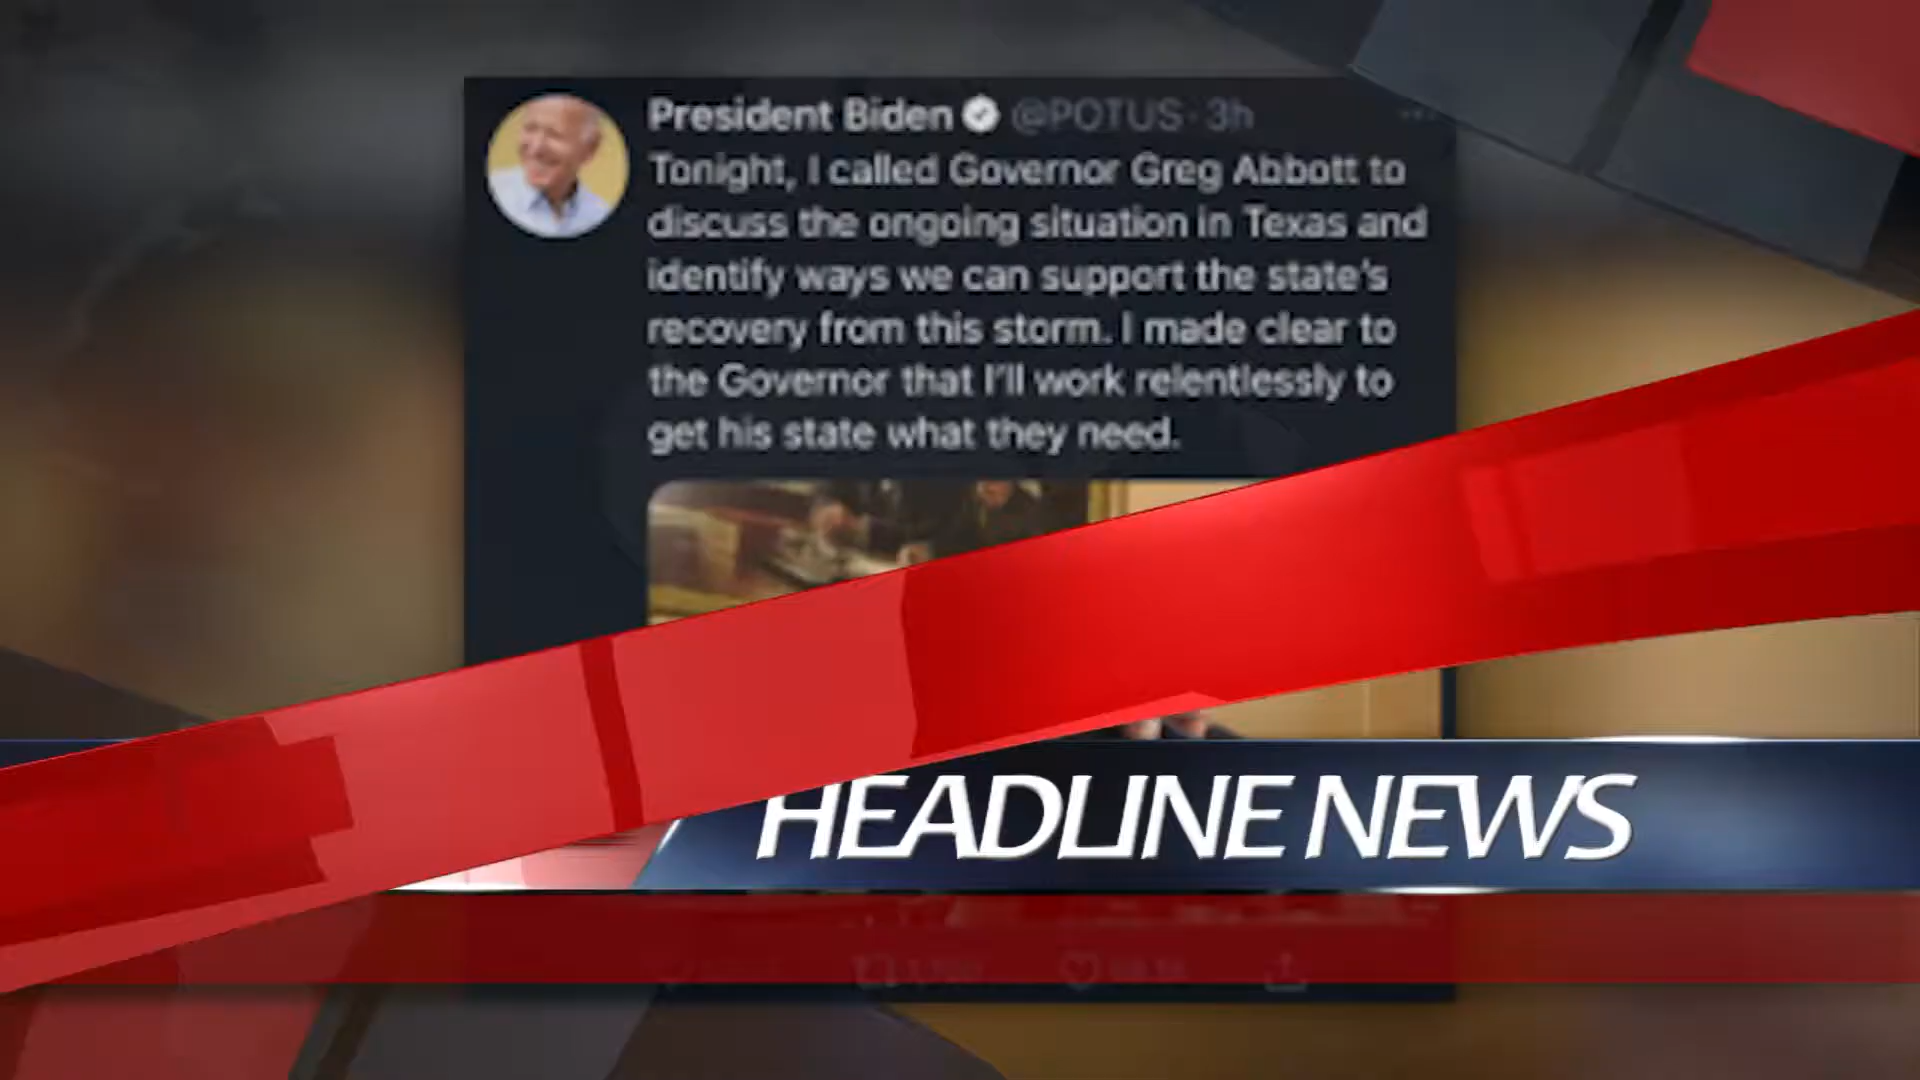 President Biden @POTUS · 3h
Tonight, I called Governor Greg Abbott to
discuss the ongoing situation in Texas and
identify ways we can support the state's
recovery from this storm. I made clear to
the Governor that I'll work relentlessly to
get his state what they need.
HEADLINE NEWS